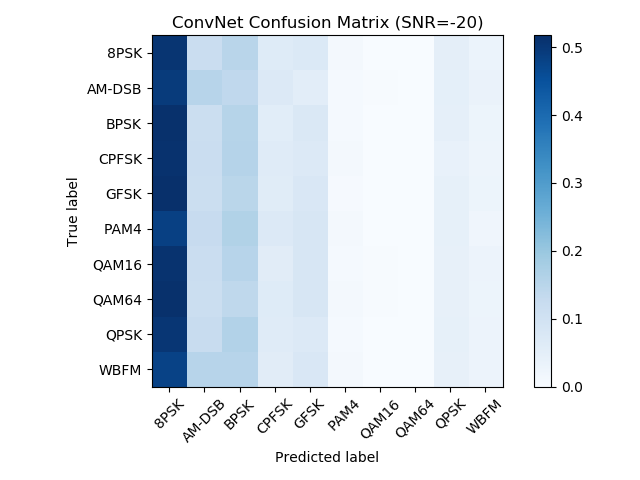 ConvNet Confusion Matrix (SNR=-20)
8PSK
AM-DSB
BPSK
CPFSK
GFSK
PAM4
QAM16
QAM64
QPSK
WBFM
True label
8PSK
AM-DSB
BPSK
CPFSK
GFSK
PAM4
QAM16
QAM64
QPSK
WBFM
Predicted label
0.5
0.4
0.3
0.2
0.1
0.0